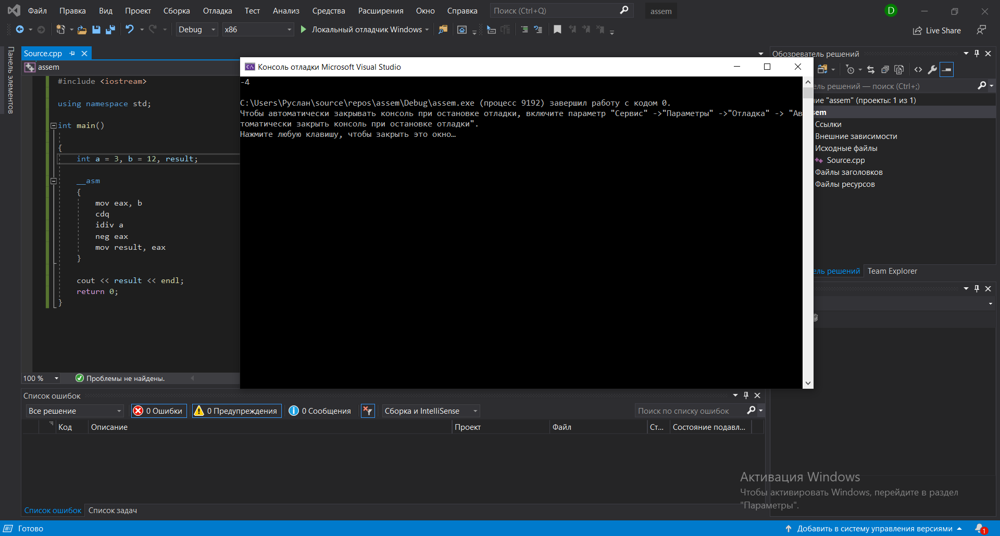 Файл Правка Вид Проект Сборка Отладка Тест Анализ Средства Расширения Окно Справка Поиск (Ctrl+Q) assem D
Debug x86 Локальный отладчик Windows Live Share
Панель элементов
Source.cpp
assem
#include <iostream>
using namespace std;
int main()
{
int a = 3, b = 12, result;
__asm
{
mov eax, b
cdq
idiv a
neg eax
mov result, eax
}
cout << result << endl;
return 0;
}
100 % Проблемы не найдены.
Консоль отладки Microsoft Visual Studio
-4
C:\Users\Руслан\source\repos\assem\Debug\assem.exe (процесс 9192) завершил работу с кодом 0.
Чтобы автоматически закрывать консоль при остановке отладки, включите параметр "Сервис" ->"Параметры" ->"Отладка" -> "Ав
томатически закрыть консоль при остановке отладки".
Нажмите любую клавишу, чтобы закрыть это окно…
Обозреватель решений
ель решений — поиск (Ctrl+;)
ие "assem" (проекты: 1 из 1)
sem
Ссылки
Внешние зависимости
Исходные файлы
Source.cpp
Файлы заголовков
Файлы ресурсов
ель решений Team Explorer
Список ошибок
Все решение 0 Ошибки 0 Предупреждения 0 Сообщения Сборка и IntelliSense Поиск по списку ошибок
Код Описание Проект Файл Ст... Состояние подавл...
Активация Windows
Чтобы активировать Windows, перейдите в раздел
"Параметры".
Список ошибок Список задач
Готово Добавить в систему управления версиями 1